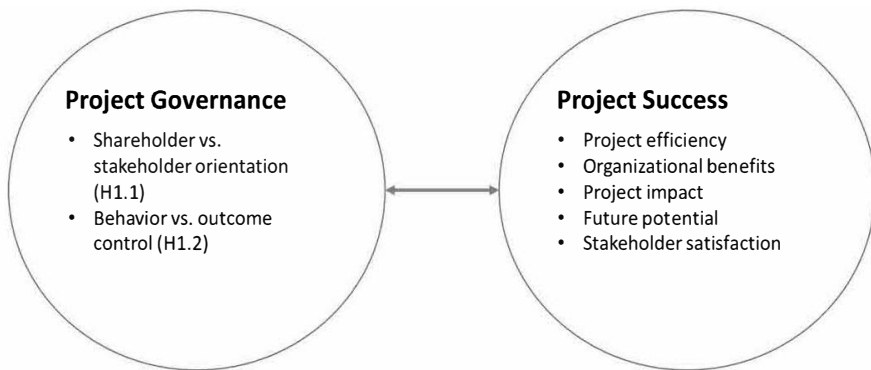 Project Governance
• Shareholder vs.
stakeholder orientation
(H1.1)
• Behavior vs. outcome
control (H1.2)
Project Success
• Project efficiency
• Organizational benefits
• Project impact
• Future potential
• Stakeholder satisfaction